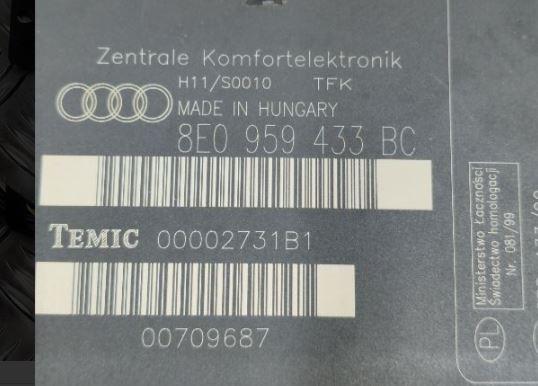 Zentrale Komfortelektronik
H11/S0010 TFK
MADE IN HUNGARY
8E0 959 433 BC
TEMIC 00002731B1
00709687
Ministerstwo Łączności
Świadectwo homologacji
Nr. 081/99
PL